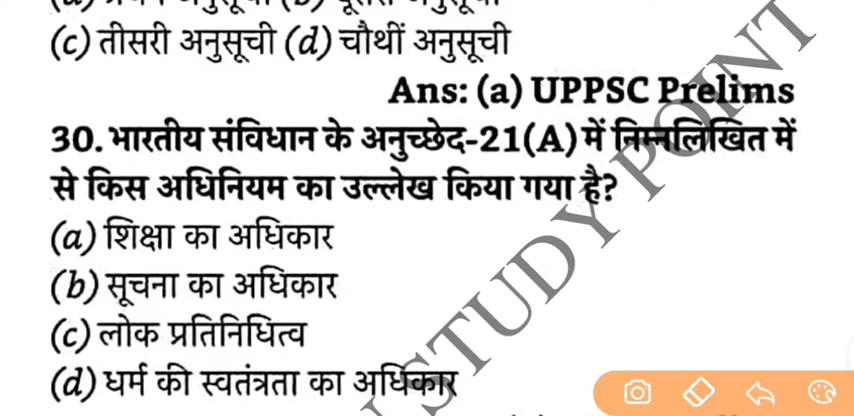 (c) तीसरी अनुसूची (d) चौथीं अनुसूची
Ans: (a) UPPSC Prelims
30. भारतीय संविधान के अनुच्छेद-21(A) में निम्नलिखित में
से किस अधिनियम का उल्लेख किया गया है?
(a) शिक्षा का अधिकार
(b) सूचना का अधिकार
(c) लोक प्रतिनिधित्व
(d) धर्म की स्वतंत्रता का अधिकार
STUDY POINT